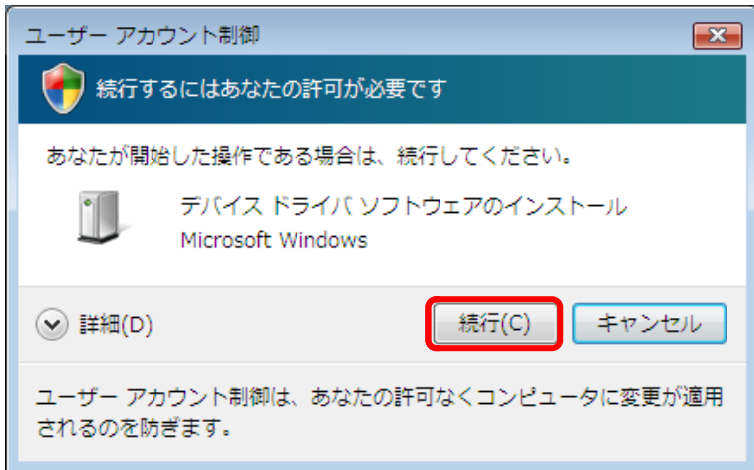 ユーザー アカウント制御
続行するにはあなたの許可が必要です
あなたが開始した操作である場合は、続行してください。
デバイス ドライバ ソフトウェアのインストール
Microsoft Windows
詳細(D)
続行(C)
キャンセル
ユーザー アカウント制御は、あなたの許可なくコンピュータに変更が適用
されるのを防ぎます。